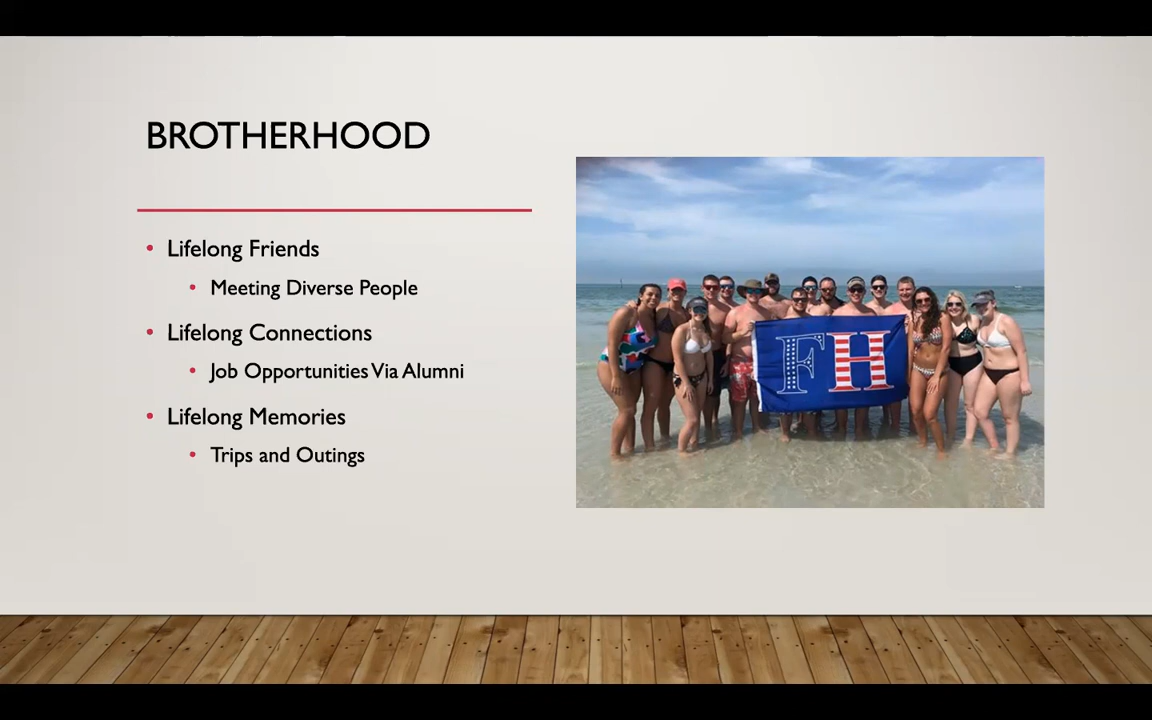 BROTHERHOOD
• Lifelong Friends
• Meeting Diverse People
• Lifelong Connections
• Job Opportunities Via Alumni
• Lifelong Memories
• Trips and Outings
FH